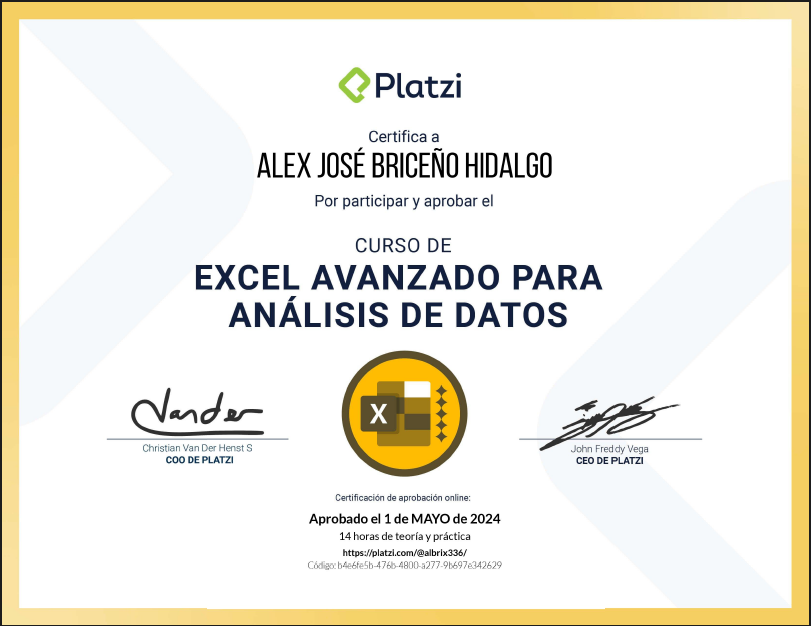 Platzi
Certifica a
ALEX JOSÉ BRICEÑO HIDALGO
Por participar y aprobar el
CURSO DE
EXCEL AVANZADO PARA
ANÁLISIS DE DATOS
X
Vander
Christian Van Der Henst S
COO DE PLATZI
John Freddy Vega
CEO DE PLATZI
Certificación de aprobación online:
Aprobado el 1 de MAYO de 2024
14 horas de teoría y práctica
https://platzi.com/@albrix336/
Código: b4e6fe5b-476b-4800-a277-9b697e342629